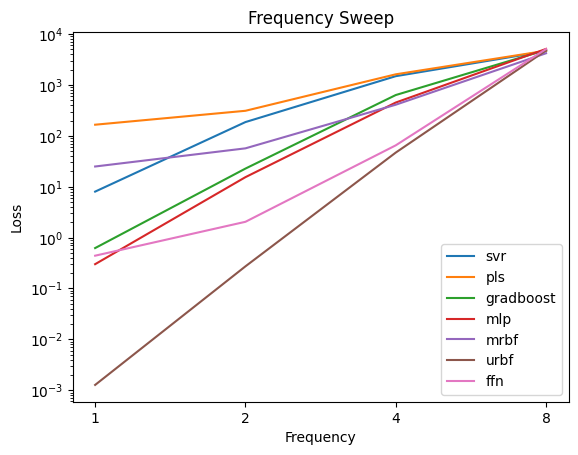 Frequency Sweep
Loss
10^4
10^3
10^2
10^1
10^0
10^-1
10^-2
10^-3
1 2 4 8
Frequency
svr
pls
gradboost
mlp
mrbf
urbf
ffn